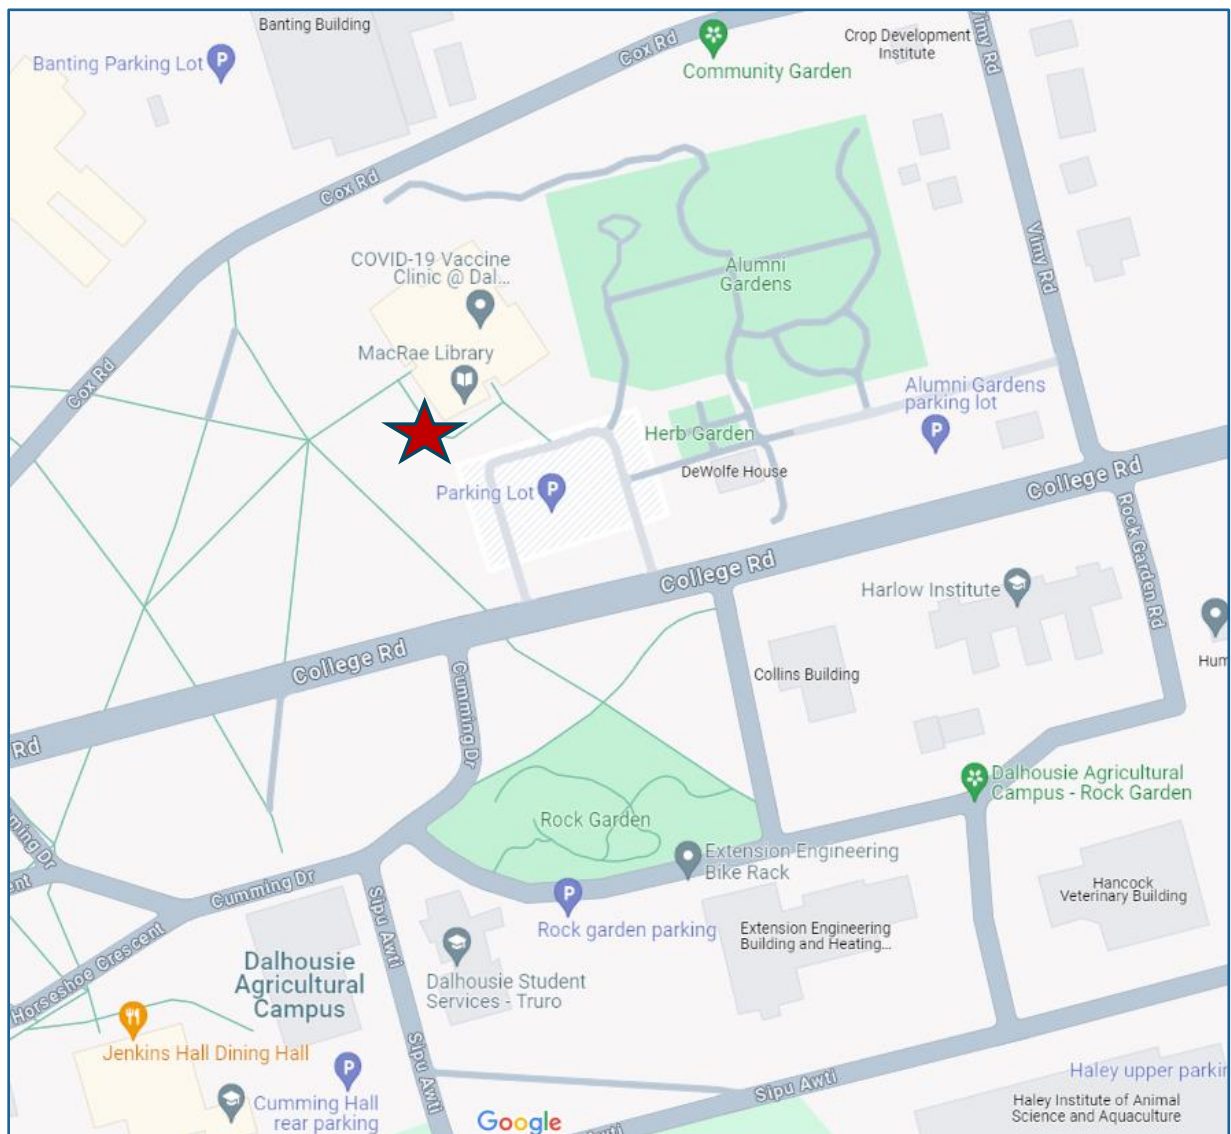 Banting Building
Banting Parking Lot
P
Cox Rd
Community Garden
Crop Development
Institute
Vimy Rd
Cox Rd
COVID-19 Vaccine
Clinic @ Dal...
Alumni
Gardens
Vimy Rd
MacRae Library
Cox Rd
Alumni Gardens
parking lot
P
Herb Garden
DeWolfe House
Parking Lot
P
College Rd
Rock Garden Rd
College Rd
Harlow Institute
College Rd
Cumming Dr
Collins Building
Hum
Rd
Dalhousie Agricultural
Campus - Rock Garden
Rock Garden
mming Dr
Extension Engineering
Bike Rack
ent
Cumming Dr
Sipu Awti
P
Rock garden parking
Hancock
Veterinary Building
Extension Engineering
Building and Heating...
Horseshoe Crescent
Dalhousie
Agricultural
Campus
Dalhousie Student
Services - Truro
Jenkins Hall Dining Hall
Sipu Awti
P
Cumming Hall
rear parking
Sipu Awti
Haley upper parkin
Haley Institute of Animal
Science and Aquaculture
Google